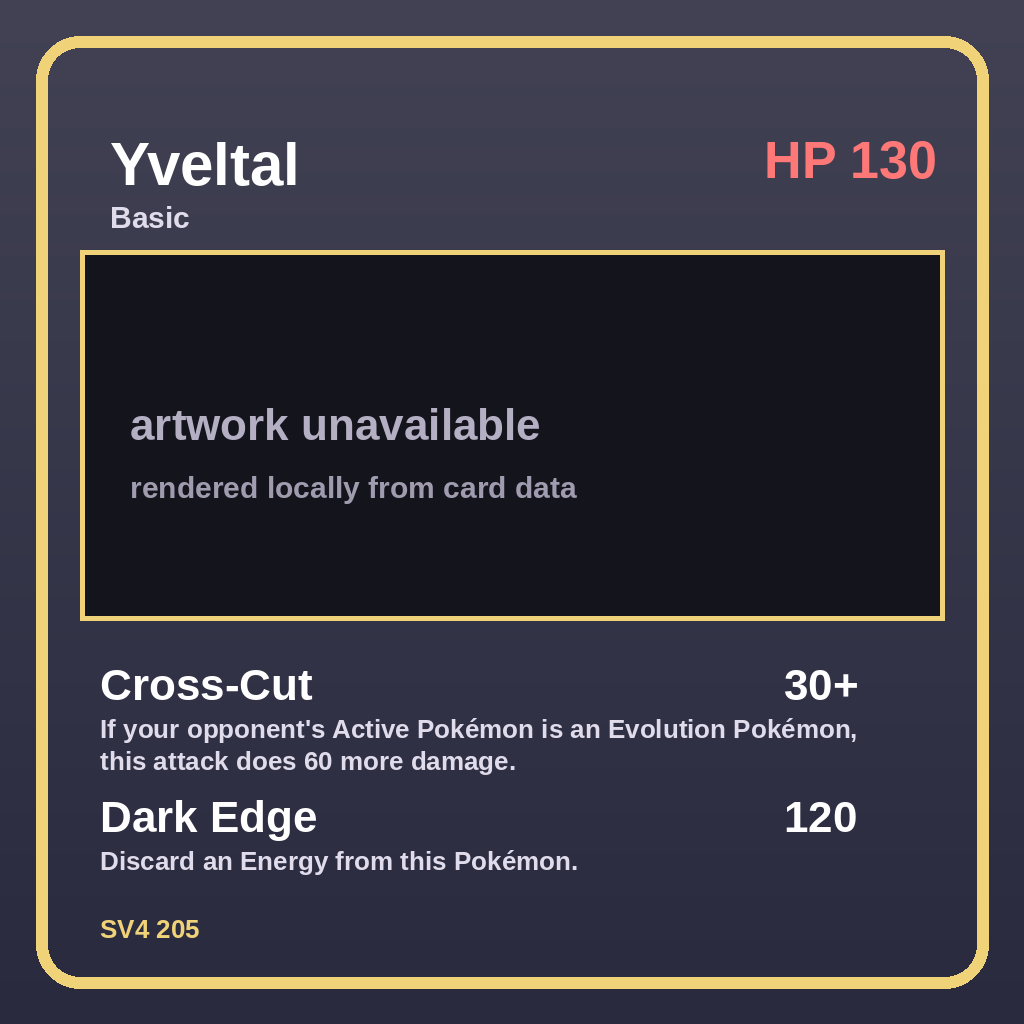 Yveltal
HP 130
Basic
artwork unavailable
rendered locally from card data
Cross-Cut 30+
If your opponent's Active Pokémon is an Evolution Pokémon,
this attack does 60 more damage.
Dark Edge 120
Discard an Energy from this Pokémon.
SV4 205